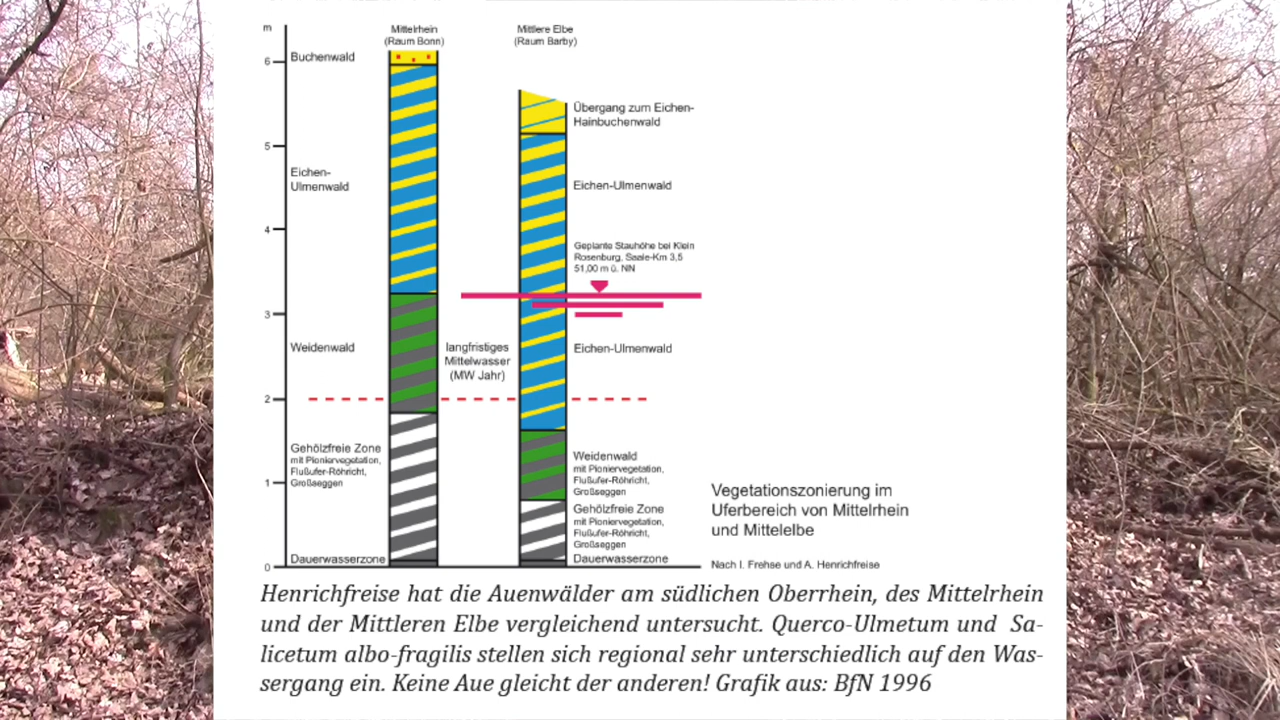 m
Mittelrhein
(Raum Bonn)
Mittlere Elbe
(Raum Barby)
6
Buchenwald
Übergang zum Eichen-
Hainbuchenwald
5
Eichen-
Ulmenwald
Eichen-Ulmenwald
4
Geplante Stauhöhe bei Klein
Rosenburg, Saale-Km 3,5
51,00 m ü. NN
3
Weidenwald
langfristiges
Mittelwasser
(MW Jahr)
Eichen-Ulmenwald
2
Gehölzfreie Zone
mit Pioniervegetation,
Flußufer-Röhricht,
Großseggen
Weidenwald
mit Pioniervegetation,
Flußufer-Röhricht,
Großseggen
1
Gehölzfreie Zone
mit Pioniervegetation,
Flußufer-Röhricht,
Großseggen
Dauerwasserzone
Dauerwasserzone
0
Vegetationszonierung im
Uferbereich von Mittelrhein
und Mittelelbe
Nach I. Frehse und A. Henrichfreise
Henrichfreise hat die Auenwälder am südlichen Oberrhein, des Mittelrhein
und der Mittleren Elbe vergleichend untersucht. Querco-Ulmetum und Sa-
licetum albo-fragilis stellen sich regional sehr unterschiedlich auf den Was-
sergang ein. Keine Aue gleicht der anderen! Grafik aus: BfN 1996